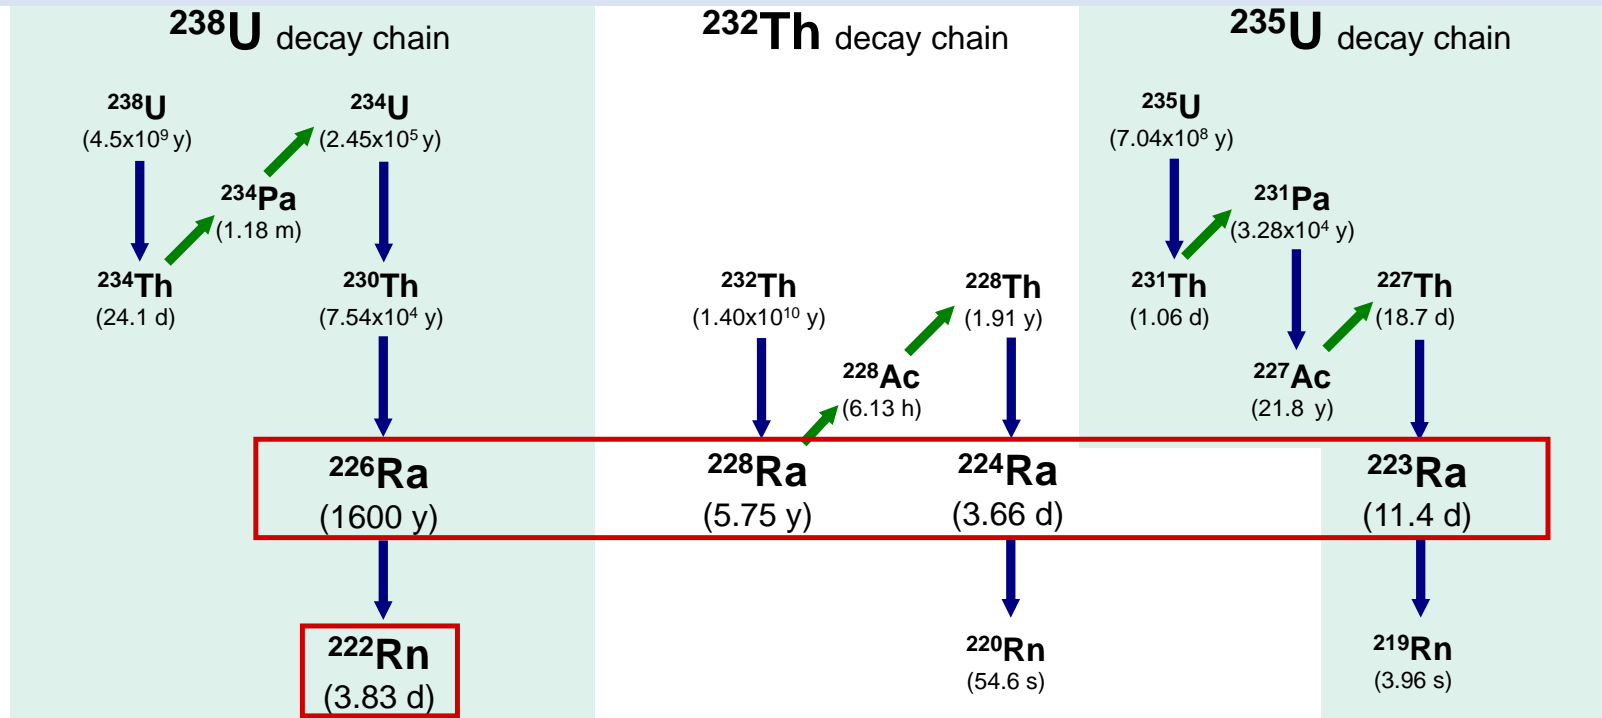 ²³⁸U decay chain
²³²Th decay chain
²³⁵U decay chain
²³⁸U
(4.5x10⁹ y)
²³⁴U
(2.45x10⁵ y)
²³⁴Pa
(1.18 m)
²³⁴Th
(24.1 d)
²³⁰Th
(7.54x10⁴ y)
²²⁶Ra
(1600 y)
²²²Rn
(3.83 d)
²³²Th
(1.40x10¹⁰ y)
²²⁸Th
(1.91 y)
²²⁸Ac
(6.13 h)
²²⁸Ra
(5.75 y)
²²⁴Ra
(3.66 d)
²²⁰Rn
(54.6 s)
²³⁵U
(7.04x10⁸ y)
²³¹Pa
(3.28x10⁴ y)
²³¹Th
(1.06 d)
²²⁷Th
(18.7 d)
²²⁷Ac
(21.8 y)
²²³Ra
(11.4 d)
²¹⁹Rn
(3.96 s)